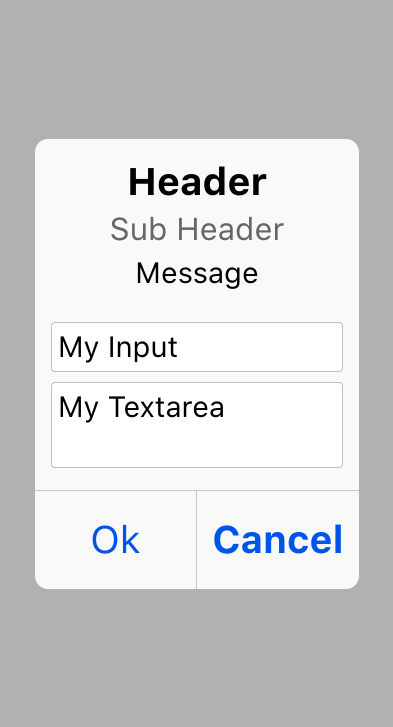 Header
Sub Header
Message
My Input
My Textarea
Ok
Cancel